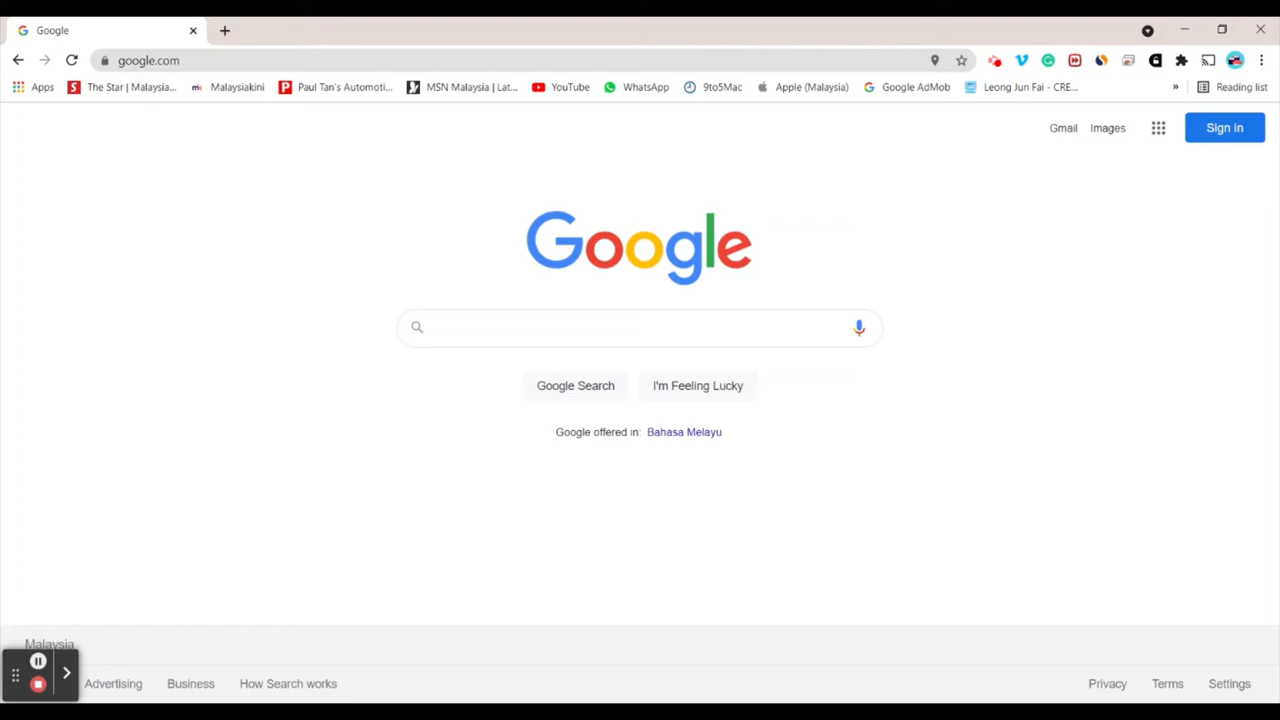 Google
google.com
Apps The Star | Malaysia... Malaysiakini Paul Tan's Automoti... MSN Malaysia | Lat... YouTube WhatsApp 9to5Mac Apple (Malaysia) Google AdMob Leong Jun Fai - CRE... » Reading list
Gmail Images Sign in
Google
Google Search I'm Feeling Lucky
Google offered in: Bahasa Melayu
Malaysia
Advertising Business How Search works Privacy Terms Settings